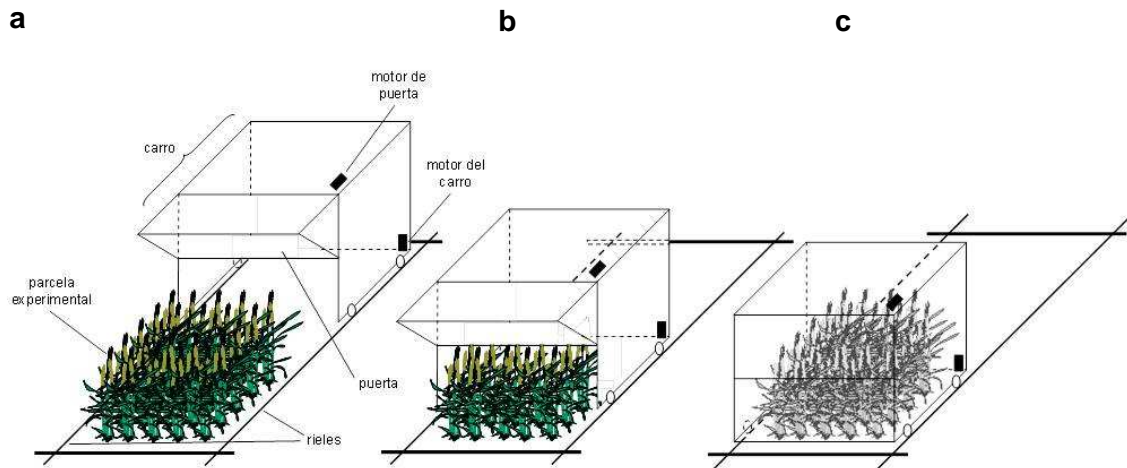 a
b
c
motor de
puerta
carro
motor del
carro
parcela
experimental
puerta
rieles